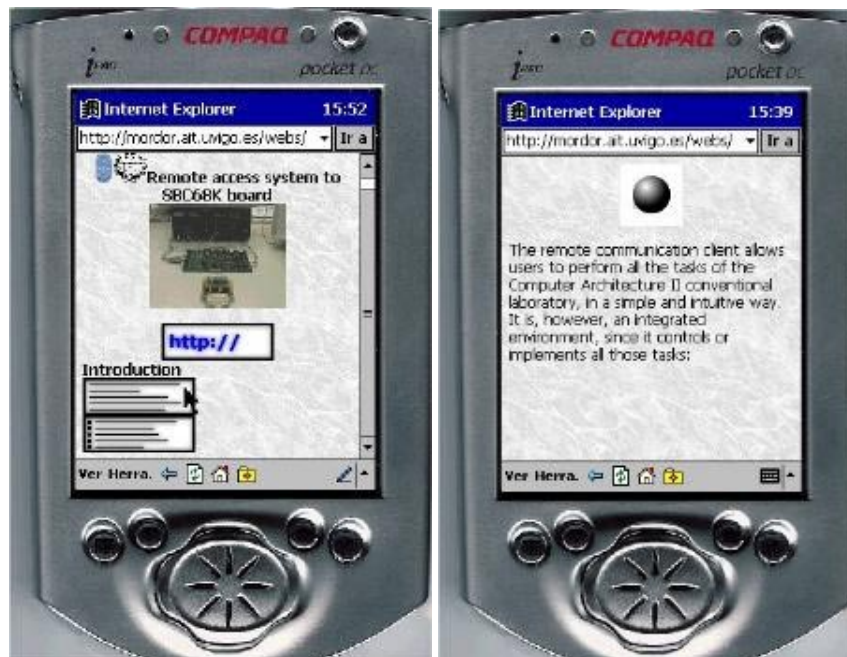 COMPAQ
iPAQ
pocket pc
Internet Explorer 15:52
http://mordor.ait.uvigo.es/webs/ Ir a
Remote access system to
SBC68K board
http://
Introduction
Ver Herra.
COMPAQ
iPAQ
pocket pc
Internet Explorer 15:39
http://mordor.ait.uvigo.es/webs/ Ir a
The remote communication client allows
users to perform all the tasks of the
Computer Architecture II conventional
laboratory, in a simple and intuitive way.
It is, however, an integrated
environment, since it controls or
implements all those tasks:
Ver Herra.